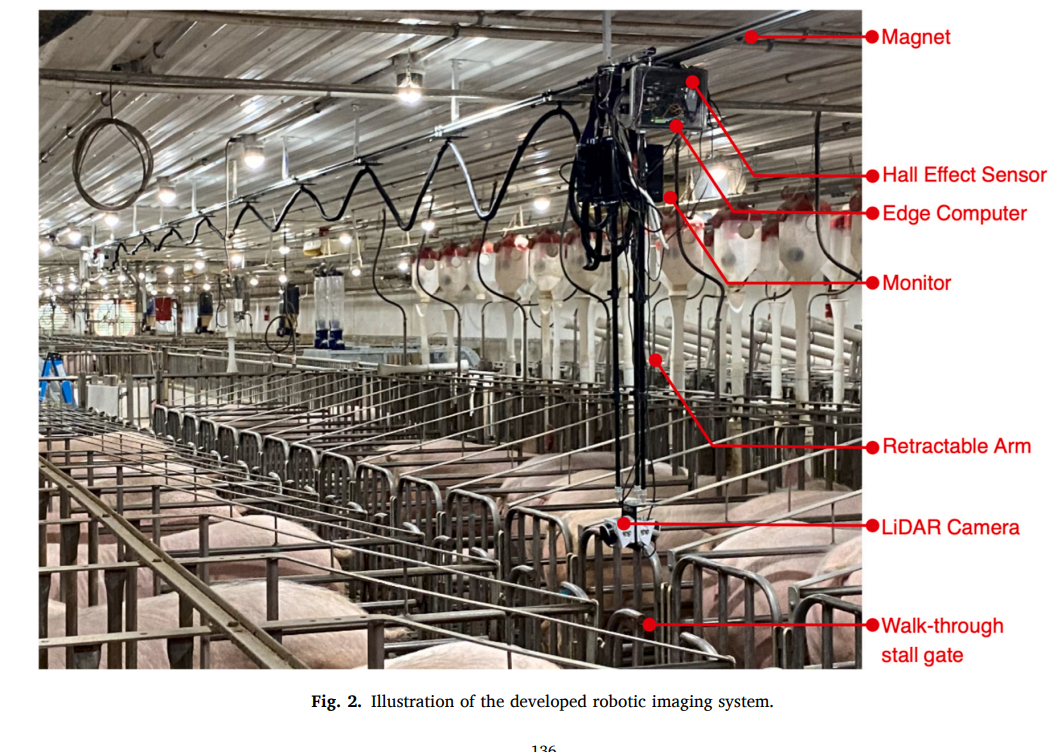 Magnet
Hall Effect Sensor
Edge Computer
Monitor
Retractable Arm
LiDAR Camera
Walk-through
stall gate
Fig. 2. Illustration of the developed robotic imaging system.
136